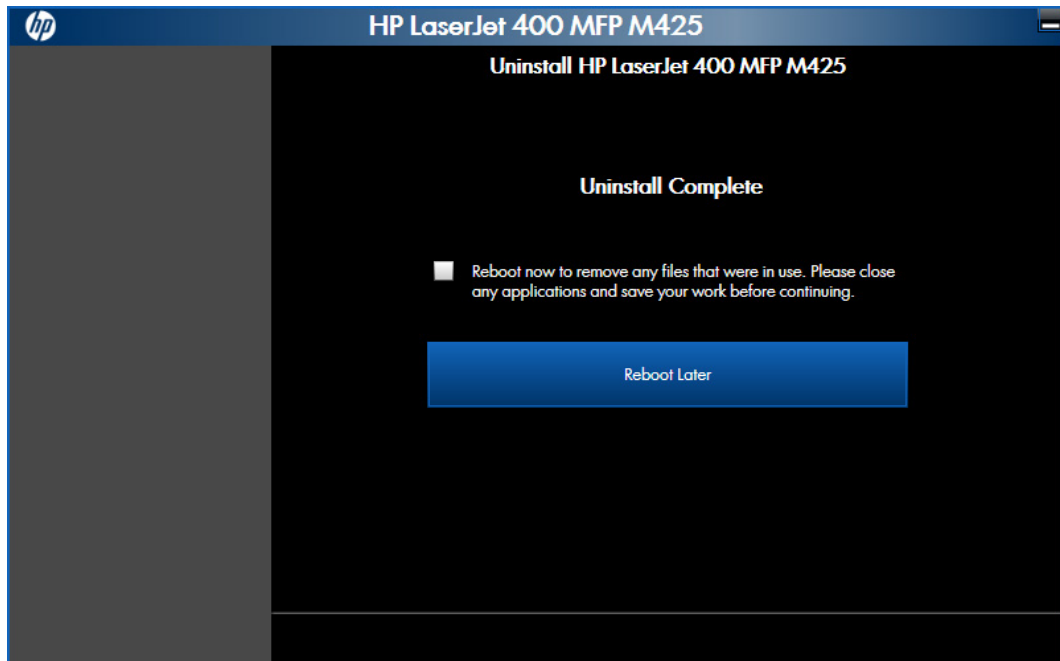 hp
HP LaserJet 400 MFP M425
Uninstall HP LaserJet 400 MFP M425
Uninstall Complete
Reboot now to remove any files that were in use. Please close
any applications and save your work before continuing.
Reboot Later